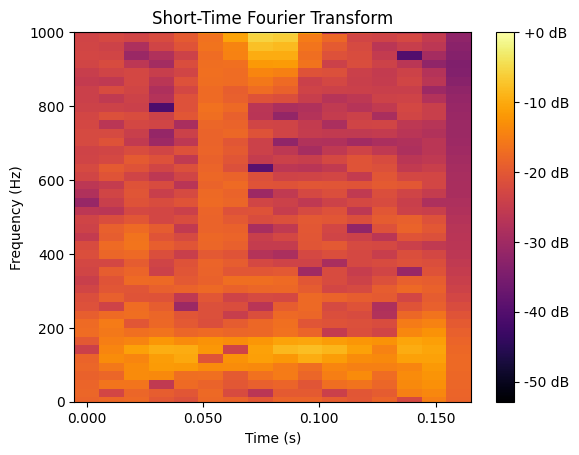 Short-Time Fourier Transform
1000
800
600
400
200
0
Frequency (Hz)
0.000
0.050
0.100
0.150
Time (s)
+0 dB
-10 dB
-20 dB
-30 dB
-40 dB
-50 dB